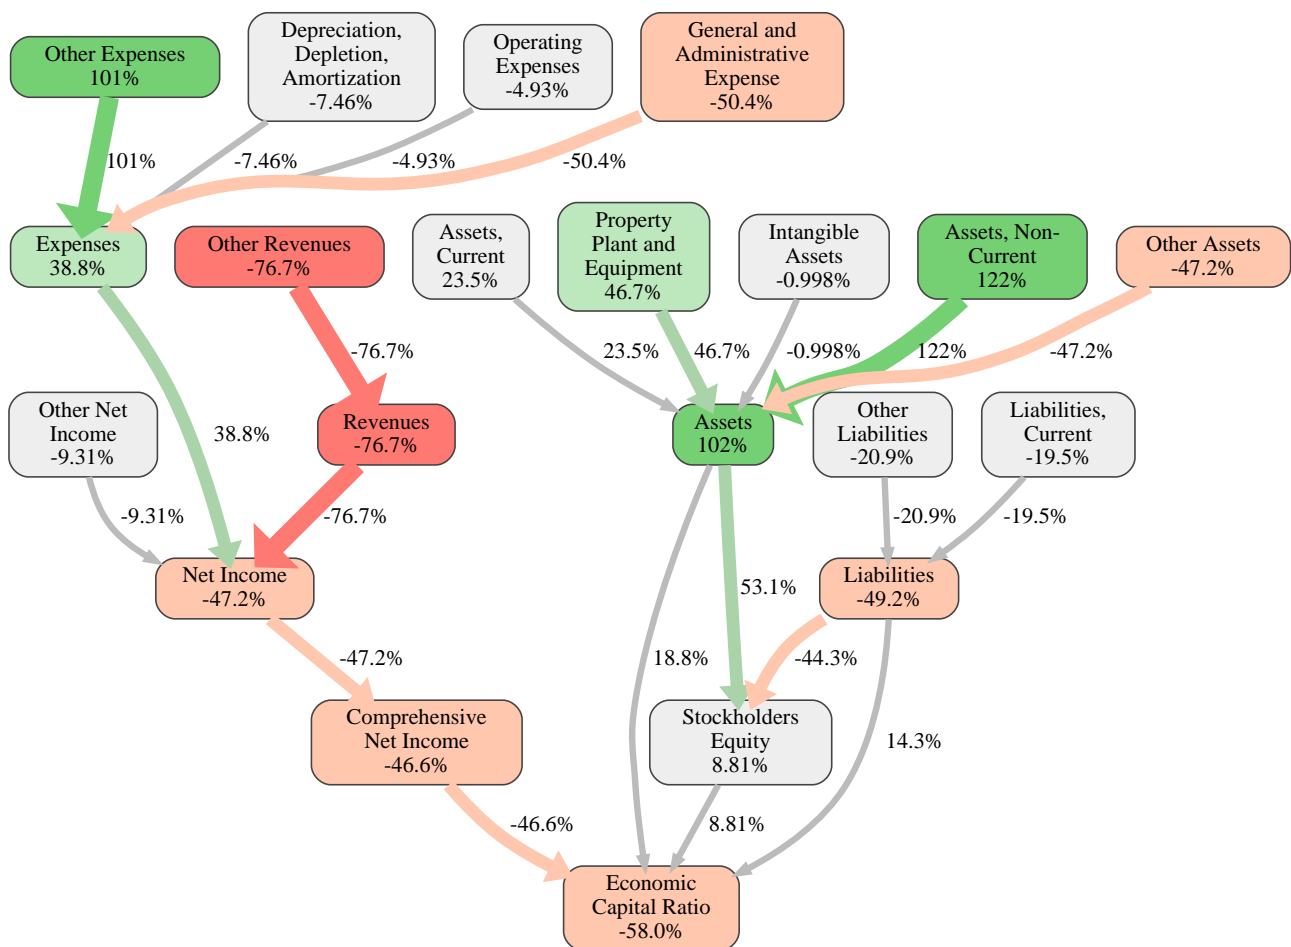 Other Expenses
101%
Depreciation,
Depletion,
Amortization
-7.46%
Operating
Expenses
-4.93%
General and
Administrative
Expense
-50.4%
101%
-7.46%
-4.93%
-50.4%
Expenses
38.8%
Other Revenues
-76.7%
Assets,
Current
23.5%
Property
Plant and
Equipment
46.7%
Intangible
Assets
-0.998%
Assets, Non-
Current
122%
Other Assets
-47.2%
-76.7%
23.5%
46.7%
-0.998%
122%
-47.2%
Other Net
Income
-9.31%
38.8%
Revenues
-76.7%
Assets
102%
Other
Liabilities
-20.9%
Liabilities,
Current
-19.5%
-9.31%
-76.7%
-20.9%
-19.5%
Net Income
-47.2%
53.1%
Liabilities
-49.2%
-47.2%
18.8%
-44.3%
Comprehensive
Net Income
-46.6%
Stockholders
Equity
8.81%
14.3%
-46.6%
8.81%
Economic
Capital Ratio
-58.0%